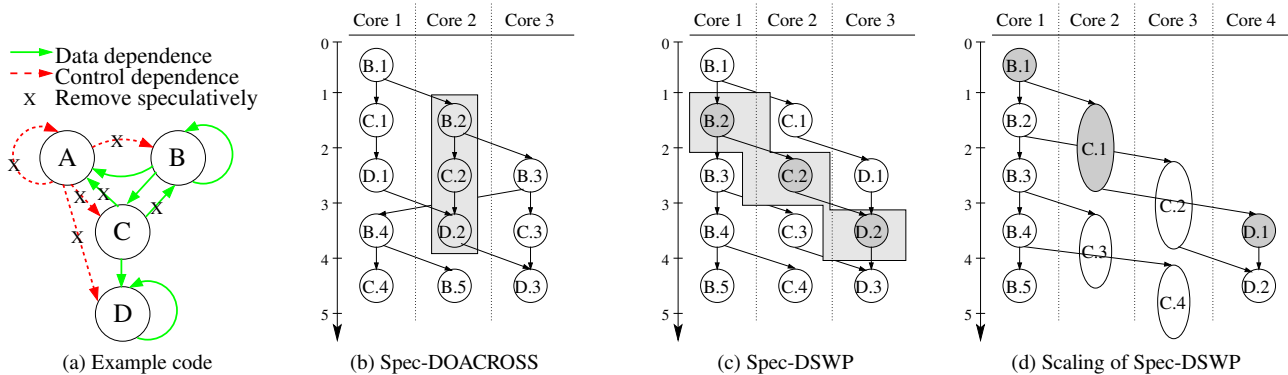 Data dependence
Control dependence
X Remove speculatively
A
B
C
D
X
X
X
X
X
X
(a) Example code
Core 1 Core 2 Core 3
0
1
2
3
4
5
B.1
C.1 B.2
D.1 C.2 B.3
B.4 D.2 C.3
C.4 B.5 D.3
(b) Spec-DOACROSS
Core 1 Core 2 Core 3
0
1
2
3
4
5
B.1
B.2 C.1
B.3 C.2 D.1
B.4 C.3 D.2
B.5 C.4 D.3
(c) Spec-DSWP
Core 1 Core 2 Core 3 Core 4
0
1
2
3
4
5
B.1
B.2 C.1
B.3 C.2
B.4 C.3 D.1
B.5 C.4 D.2
(d) Scaling of Spec-DSWP